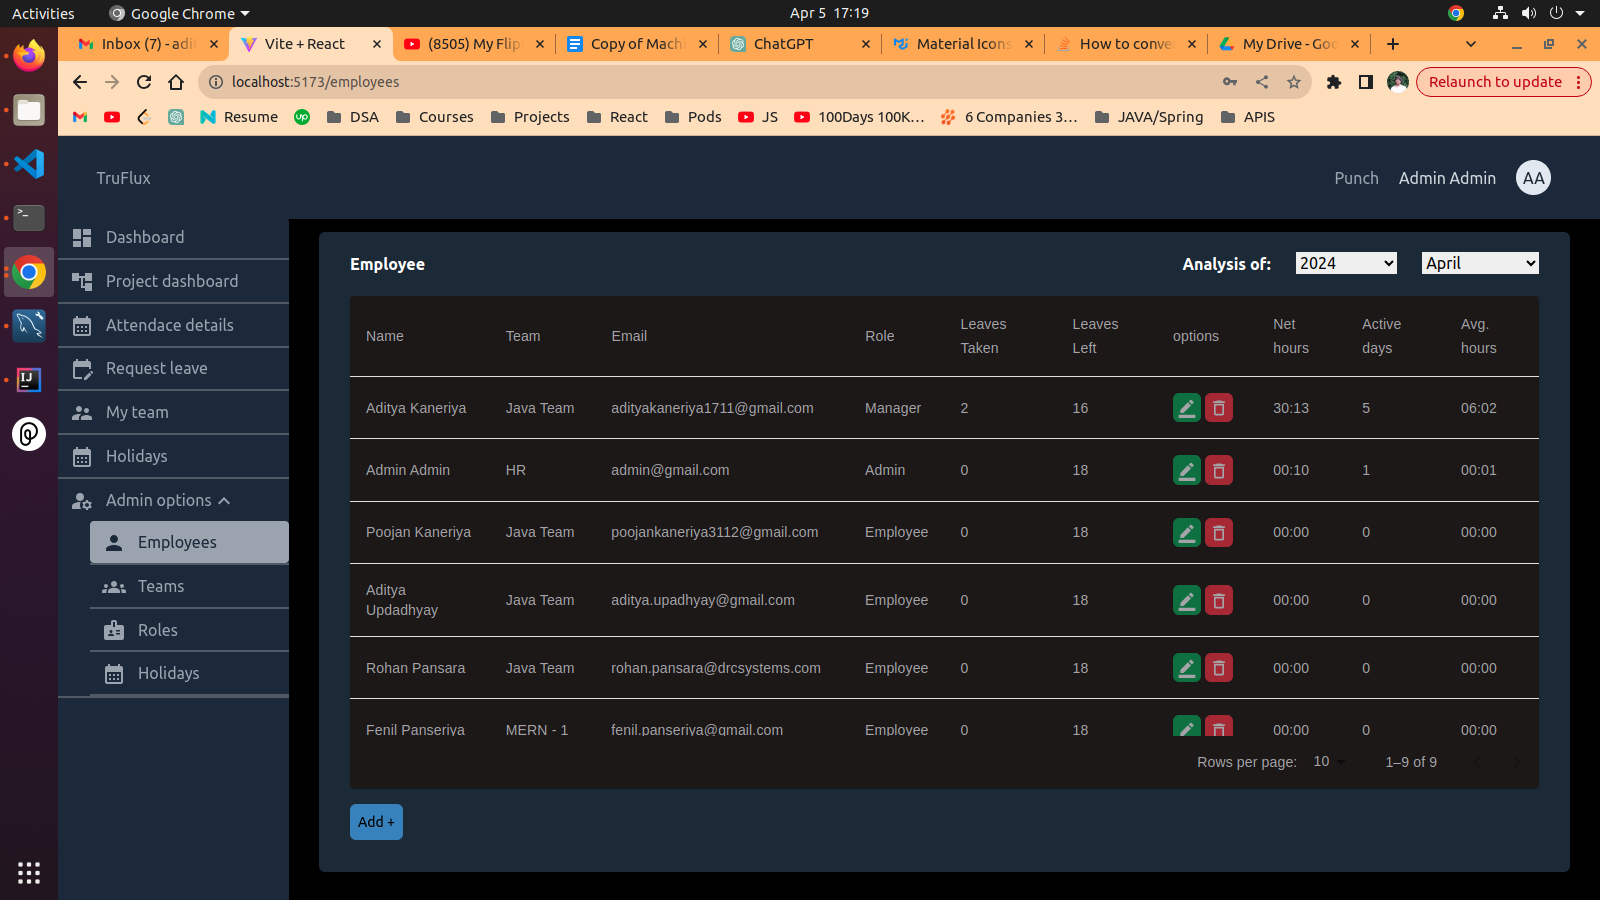 Activities Google Chrome Apr 5 17:19
Inbox (7) - adi Vite + React (8505) My Flip Copy of Mach ChatGPT Material Icons How to conve My Drive - Goo
localhost:5173/employees Relaunch to update
Resume up DSA Courses Projects React Pods JS 100Days 100K... 6 Companies 3... JAVA/Spring APIS
TruFlux Punch Admin Admin AA
Dashboard
Project dashboard
Attendace details
Request leave
My team
Holidays
Admin options
Employees
Teams
Roles
Holidays
Employee Analysis of: 2024 April
Name Team Email Role Leaves Taken Leaves Left options Net hours Active days Avg. hours
Aditya Kaneriya Java Team adityakaneriya1711@gmail.com Manager 2 16 30:13 5 06:02
Admin Admin HR admin@gmail.com Admin 0 18 00:10 1 00:01
Poojan Kaneriya Java Team poojankaneriya3112@gmail.com Employee 0 18 00:00 0 00:00
Aditya Updadhyay Java Team aditya.upadhyay@gmail.com Employee 0 18 00:00 0 00:00
Rohan Pansara Java Team rohan.pansara@drcsystems.com Employee 0 18 00:00 0 00:00
Fenil Panseriya MERN - 1 fenil.panseriya@gmail.com Employee 0 18 00:00 0 00:00
Rows per page: 10 1–9 of 9
Add +